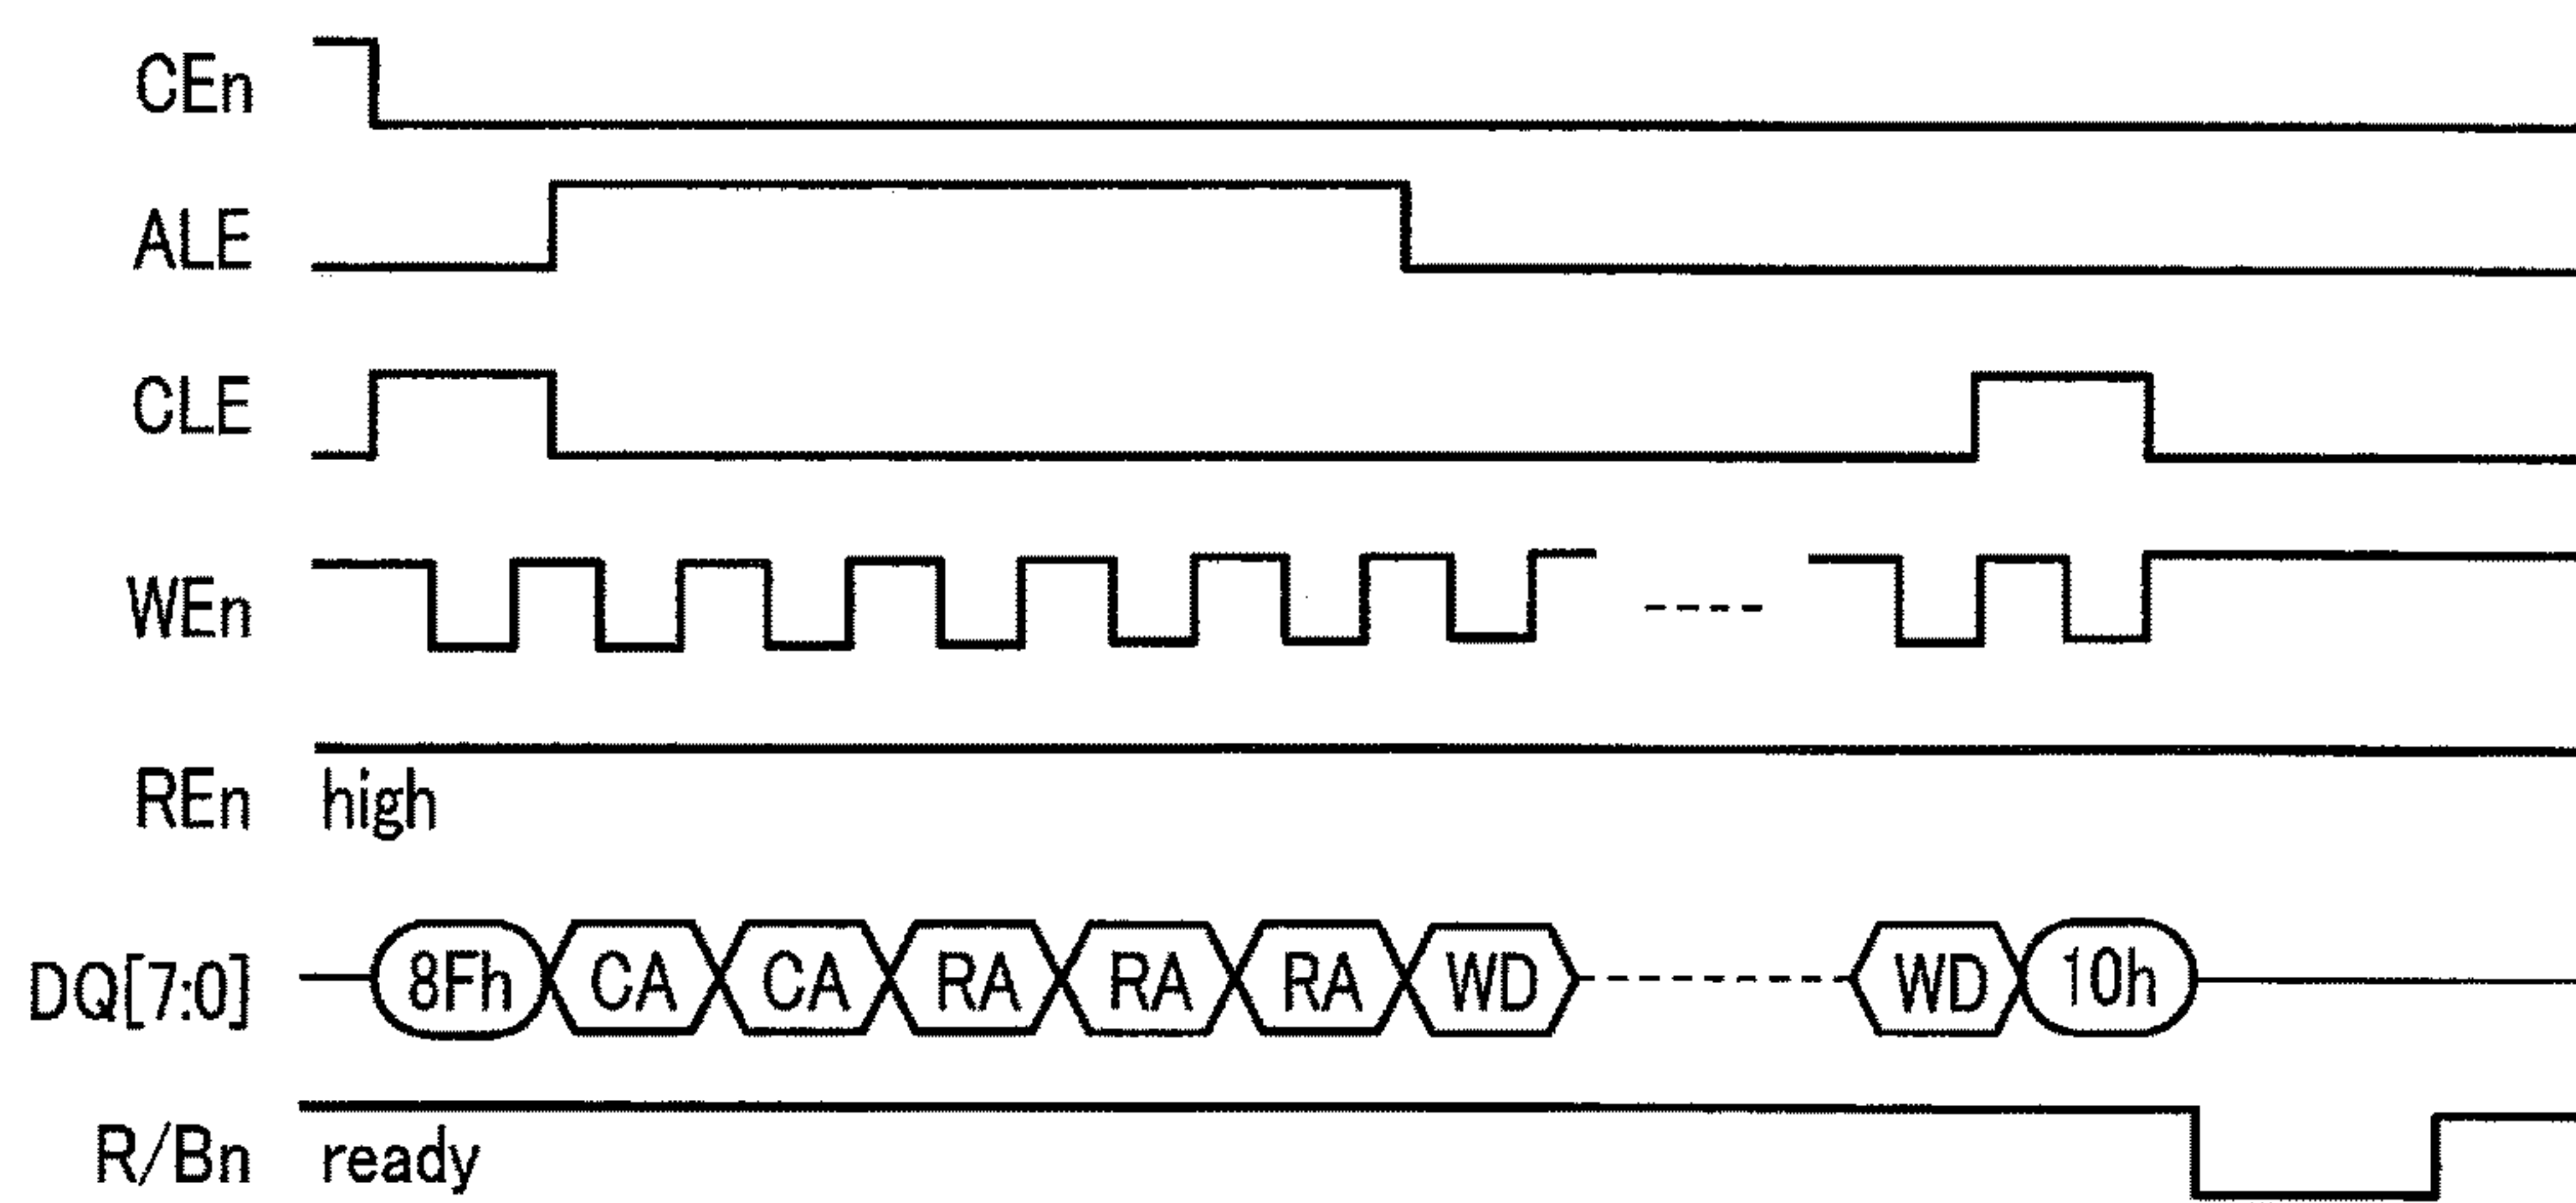 CEn
ALE
CLE
WEn
REn high
DQ[7:0] 8Fh CA CA RA RA RA WD WD 10h
R/Bn ready